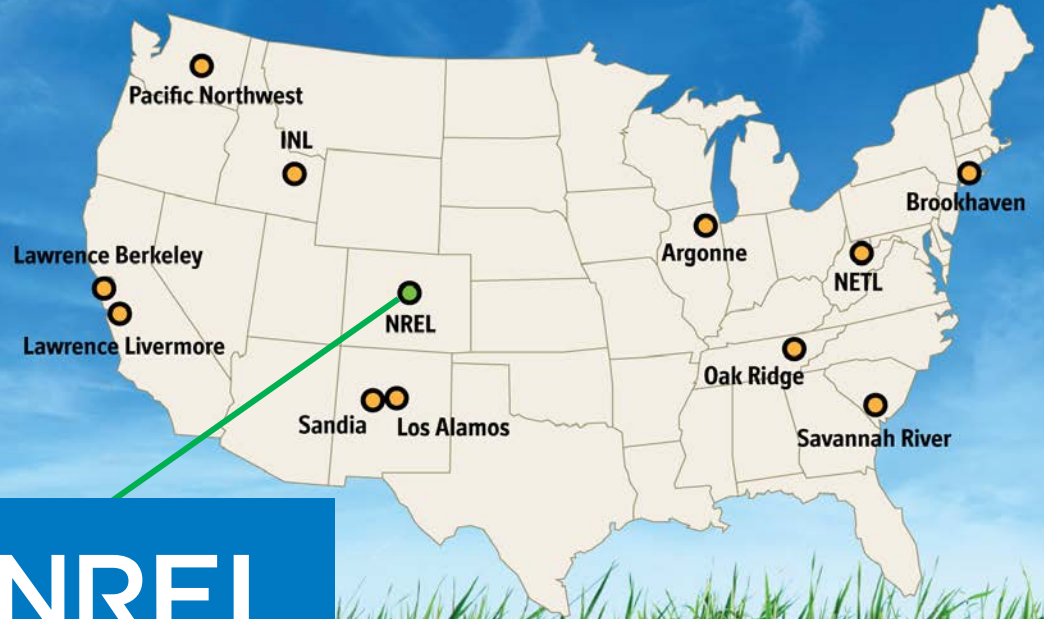 Pacific Northwest
INL
Brookhaven
Lawrence Berkeley
Argonne
NETL
NREL
Lawrence Livermore
Oak Ridge
Sandia
Los Alamos
Savannah River
NREL